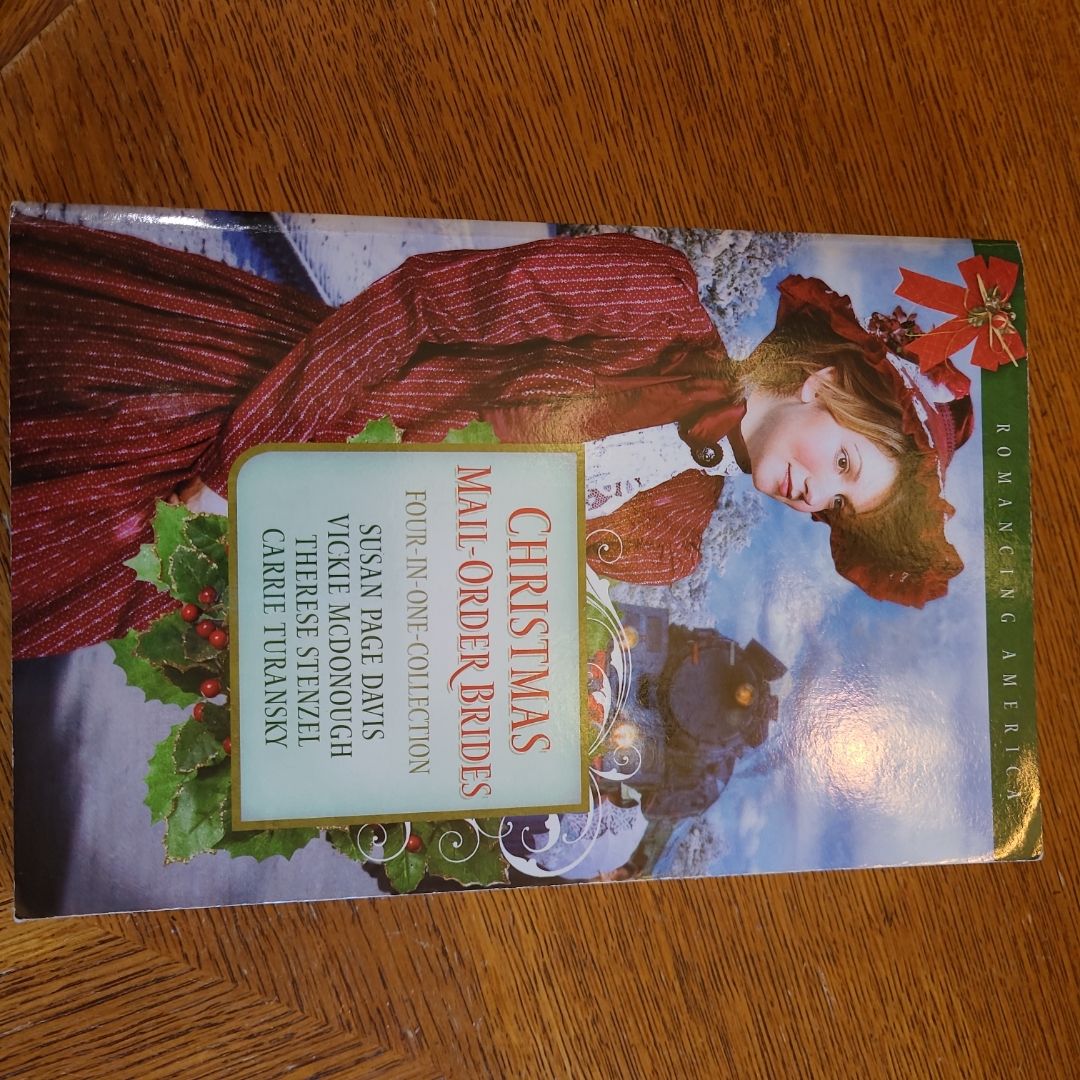 ROMANCING AMERICA
CHRISTMAS
MAIL-ORDER BRIDES
FOUR-IN-ONE-COLLECTION
SUSAN PAGE DAVIS
VICKIE MCDONOUGH
THERESE STENZEL
CARRIE TURANSKY